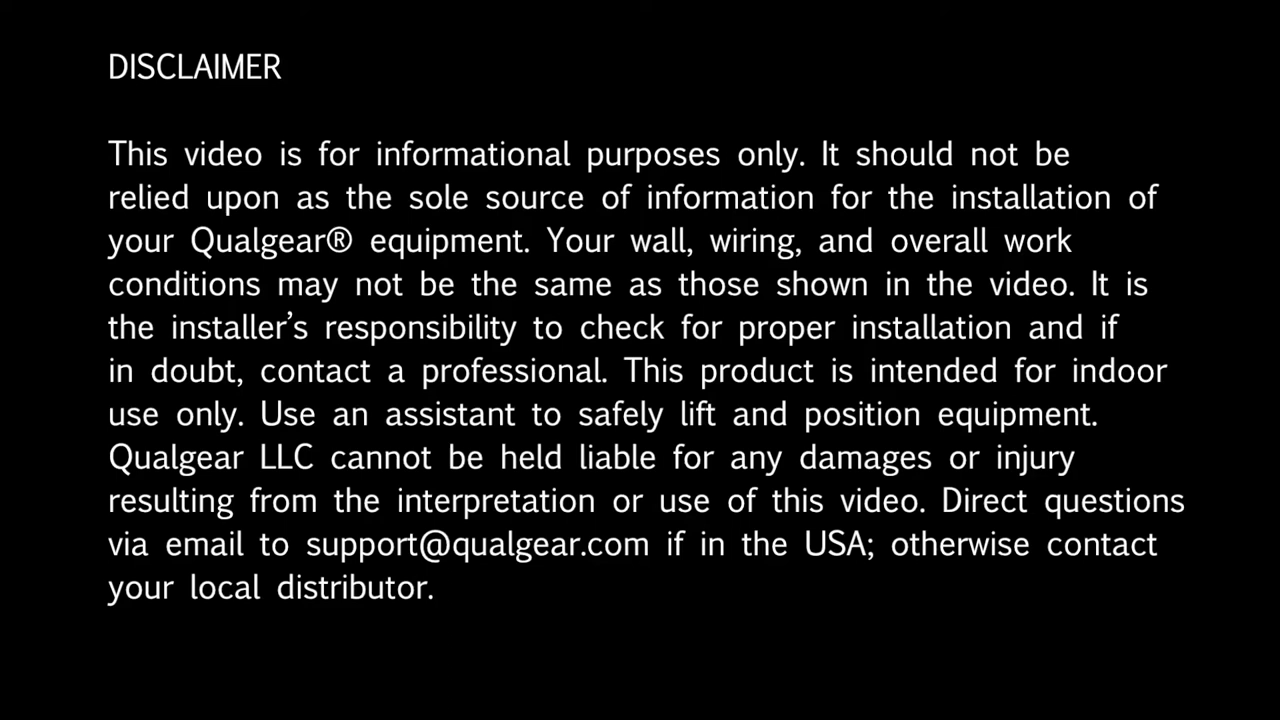 DISCLAIMER
This video is for informational purposes only. It should not be
relied upon as the sole source of information for the installation of
your Qualgear® equipment. Your wall, wiring, and overall work
conditions may not be the same as those shown in the video. It is
the installer’s responsibility to check for proper installation and if
in doubt, contact a professional. This product is intended for indoor
use only. Use an assistant to safely lift and position equipment.
Qualgear LLC cannot be held liable for any damages or injury
resulting from the interpretation or use of this video. Direct questions
via email to support@qualgear.com if in the USA; otherwise contact
your local distributor.